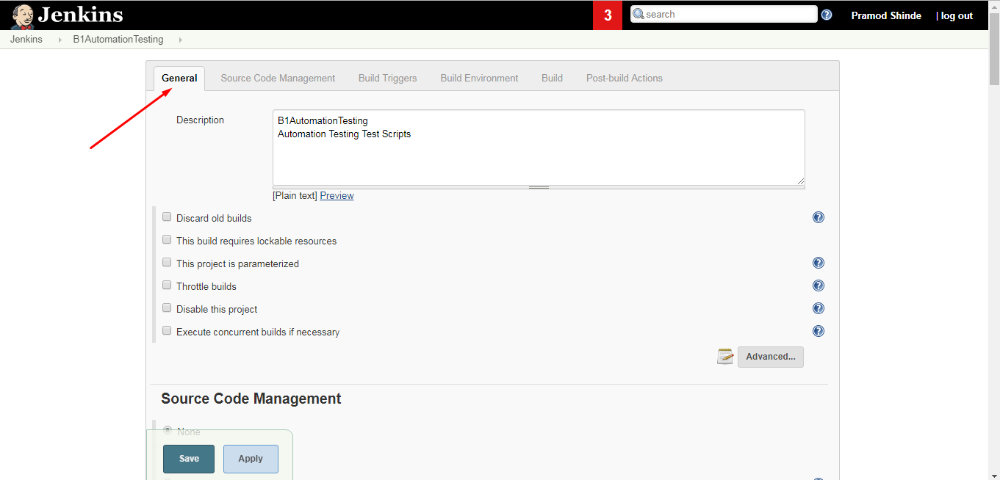 Jenkins
3
search
Pramod Shinde
| log out
Jenkins
B1AutomationTesting
General
Source Code Management
Build Triggers
Build Environment
Build
Post-build Actions
Description
B1AutomationTesting
Automation Testing Test Scripts
[Plain text] Preview
Discard old builds
This build requires lockable resources
This project is parameterized
Throttle builds
Disable this project
Execute concurrent builds if necessary
Advanced...
Source Code Management
None
Save
Apply